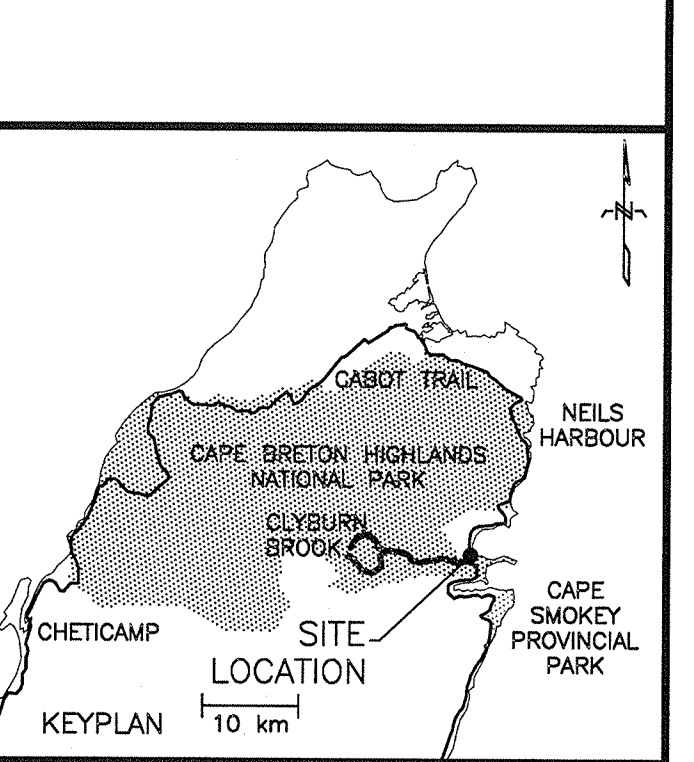 N
CABOT TRAIL
NEILS
HARBOUR
CAPE BRETON HIGHLANDS
NATIONAL PARK
CLYBURN
BROOK
CAPE
SMOKEY
PROVINCIAL
PARK
CHETICAMP
SITE
LOCATION
10 km
KEYPLAN